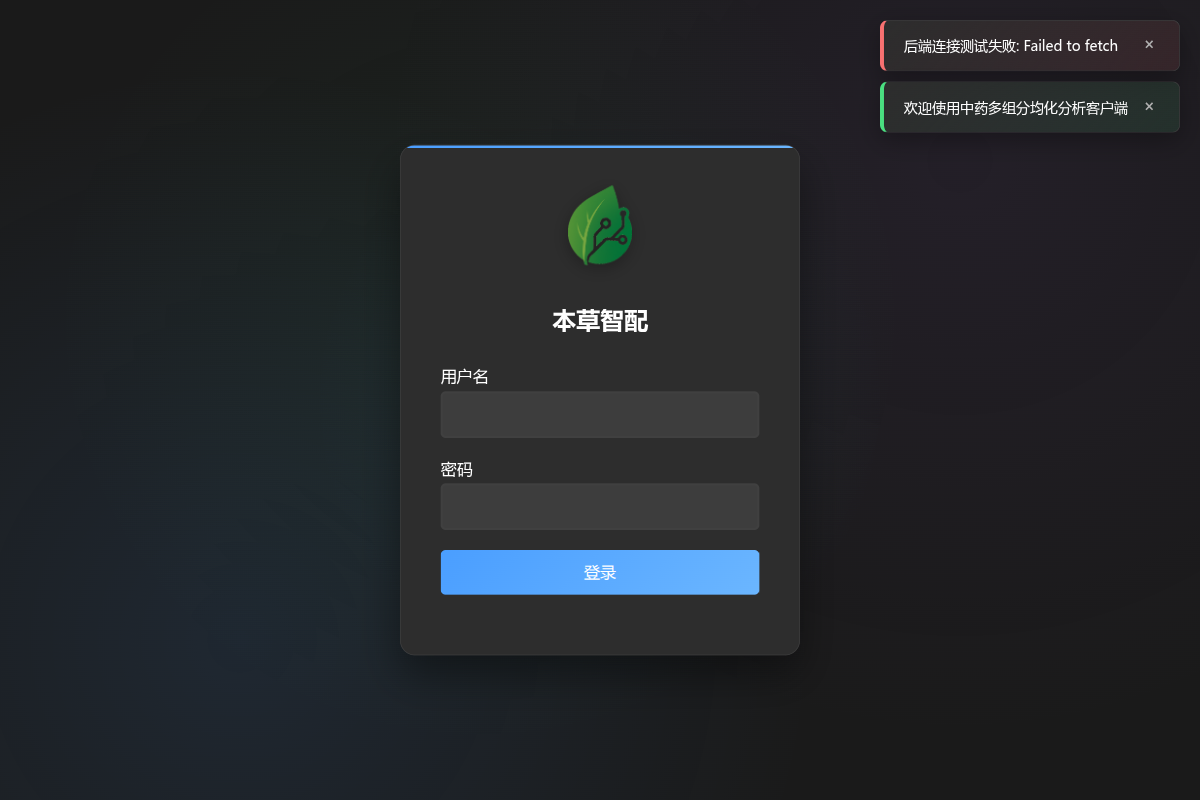 后端连接测试失败: Failed to fetch ×
欢迎使用中药多组分均化分析客户端 ×
本草智配
用户名
密码
登录